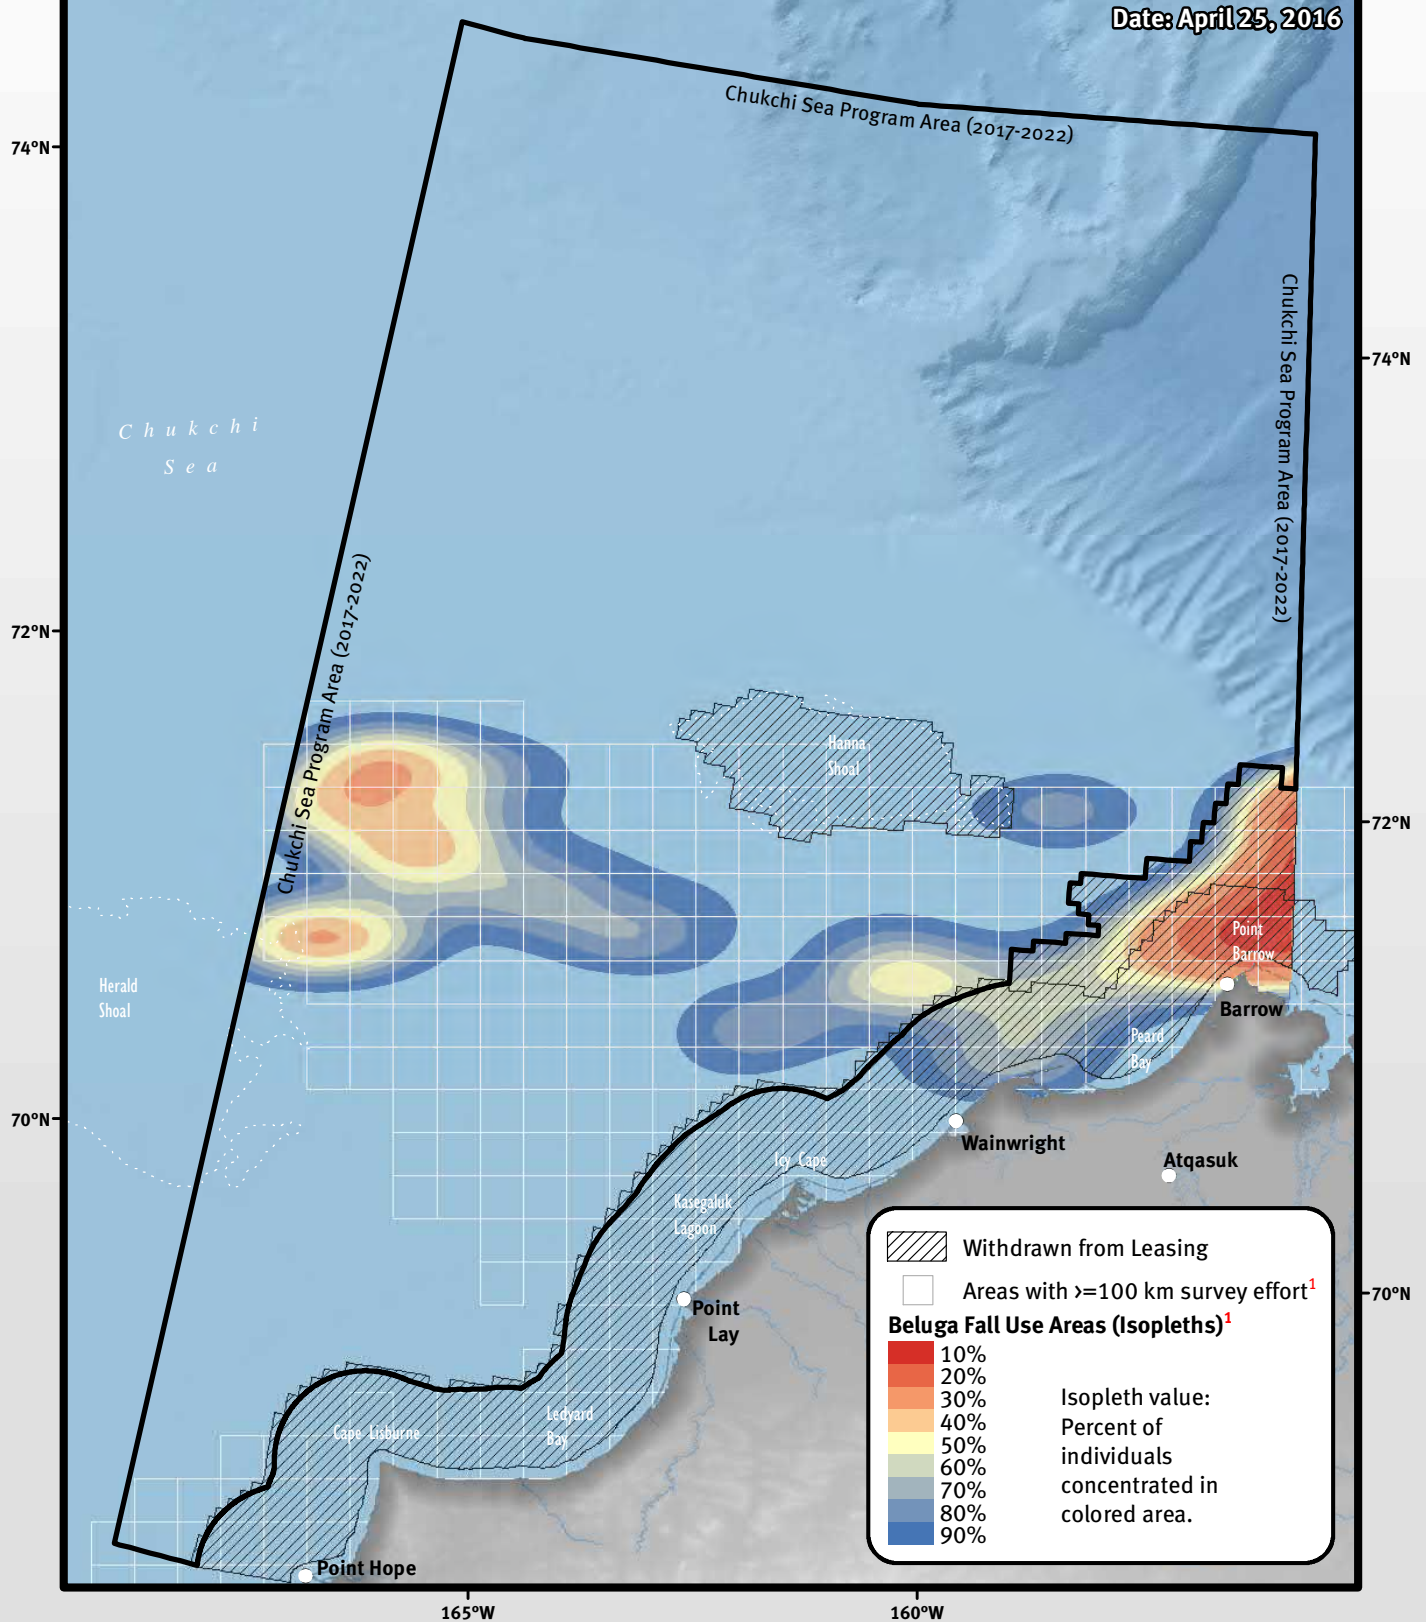 Date: April 25, 2016
Chukchi Sea Program Area (2017-2022)
74°N
74°N
Chukchi Sea Program Area (2017-2022)
Chukchi
Sea
Chukchi Sea Program Area (2017-2022)
72°N
72°N
Hanna
Shoal
Point
Barrow
Herald
Shoal
Barrow
Peard
Bay
70°N
Wainwright
Icy Cape
Atqasuk
Kasegaluk
Lagoon
Point
Lay
70°N
Ledyard
Bay
Cape Lisburne
Point Hope
Withdrawn from Leasing
Areas with >=100 km survey effort1
Beluga Fall Use Areas (Isopleths)1
10%
20%
30%
40%
50%
60%
70%
80%
90%
Isopleth value:
Percent of
individuals
concentrated in
colored area.
165°W
160°W